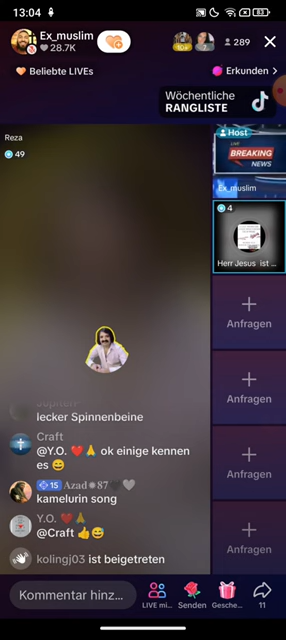 13:04
83
Ex_muslim
28.7K
289
Beliebte LIVEs
Erkunden
Wöchentliche
RANGLISTE
Reza
49
Host
LIVE
BREAKING
NEWS
Ex_muslim
4
Herr Jesus ist ...
Anfragen
Anfragen
Anfragen
Anfragen
lecker Spinnenbeine
Craft
@Y.O. ❤️🙏 ok einige kennen
es 😄
15 Azad✺87🖤🤍
kamelurin song
Y.O. ❤️🙏
@Craft 👍😅
kolingj03 ist beigetreten
Kommentar hinz...
LIVE mi...
Senden
Gesche...
11